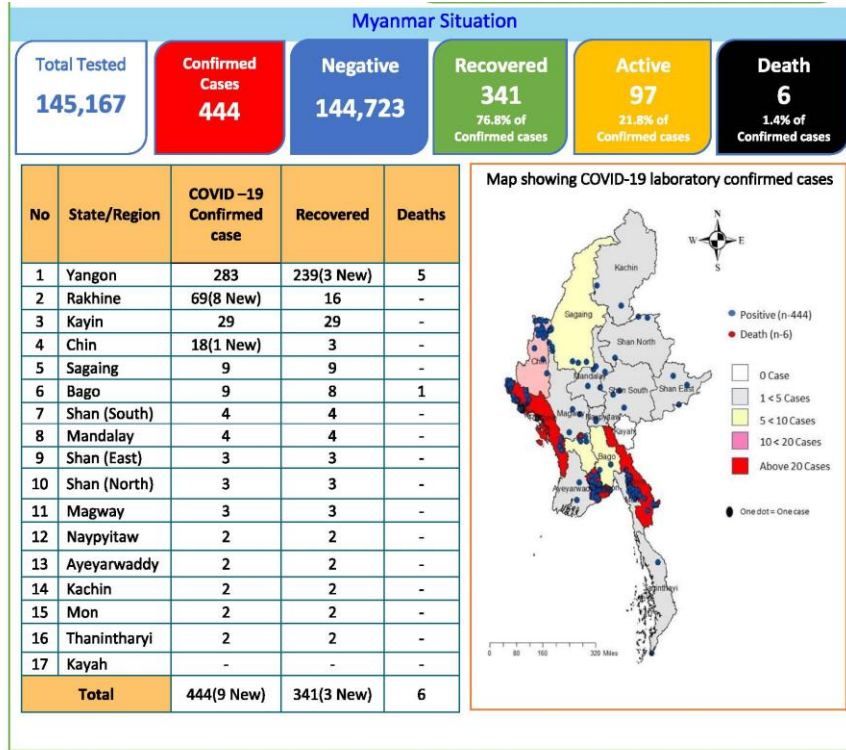 Myanmar Situation
Total Tested
145,167
Confirmed
Cases
444
Negative
144,723
Recovered
341
76.8% of
Confirmed cases
Active
97
21.8% of
Confirmed cases
Death
6
1.4% of
Confirmed cases
No State/Region COVID –19 Confirmed case Recovered Deaths
1 Yangon 283 239(3 New) 5
2 Rakhine 69(8 New) 16 -
3 Kayin 29 29 -
4 Chin 18(1 New) 3 -
5 Sagaing 9 9 -
6 Bago 9 8 1
7 Shan (South) 4 4 -
8 Mandalay 4 4 -
9 Shan (East) 3 3 -
10 Shan (North) 3 3 -
11 Magway 3 3 -
12 Naypyitaw 2 2 -
13 Ayeyarwaddy 2 2 -
14 Kachin 2 2 -
15 Mon 2 2 -
16 Thanintharyi 2 2 -
17 Kayah - - -
Total 444(9 New) 341(3 New) 6
Map showing COVID-19 laboratory confirmed cases
N
W E
S
Kachin
Sagaing
Shan North
Chin
Mandalay
Shan South
Shan East
Magway
Naypyitaw
Kayah
Bago
Positive (n-444)
Death (n-6)
0 Case
1 < 5 Cases
5 < 10 Cases
10 < 20 Cases
Above 20 Cases
One dot = One case
0 80 160 320 Miles